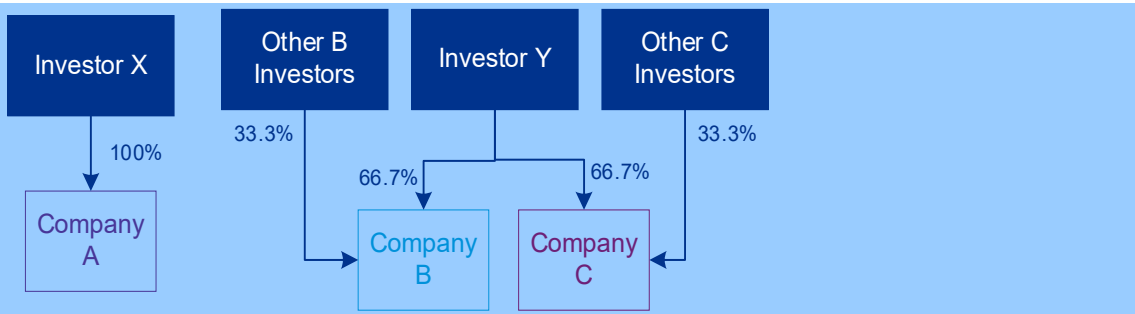 Investor X
Other B
Investors
Investor Y
Other C
Investors
100%
33.3%
66.7%
66.7%
33.3%
Company
A
Company
B
Company
C